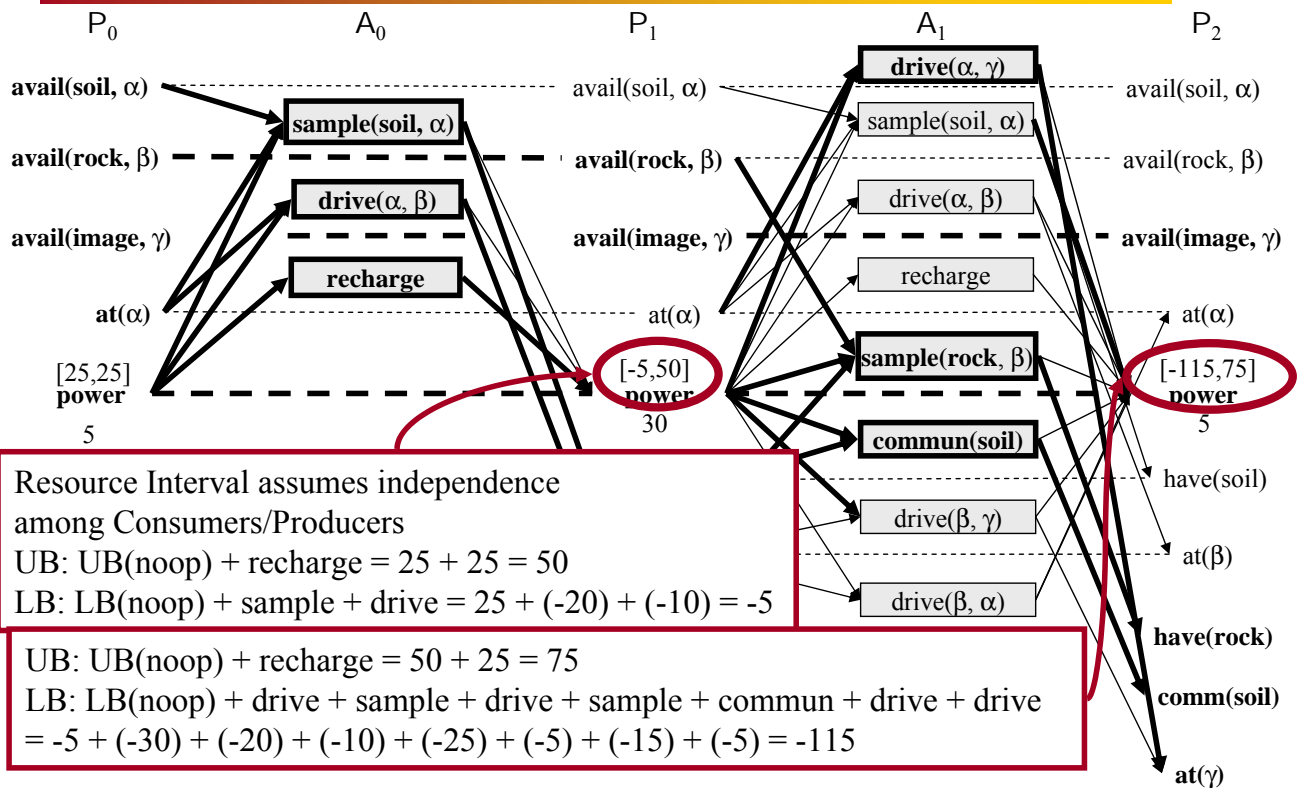 P0 A0 P1 A1 P2
avail(soil, α)
avail(rock, β)
avail(image, γ)
at(α)
[25,25]
power
5
sample(soil, α)
drive(α, β)
recharge
avail(soil, α)
avail(rock, β)
avail(image, γ)
at(α)
[-5,50]
power
30
drive(α, γ)
sample(soil, α)
drive(α, β)
recharge
sample(rock, β)
commun(soil)
drive(β, γ)
drive(β, α)
avail(soil, α)
avail(rock, β)
avail(image, γ)
at(α)
[-115,75]
power
5
have(soil)
at(β)
have(rock)
comm(soil)
at(γ)
Resource Interval assumes independence
among Consumers/Producers
UB: UB(noop) + recharge = 25 + 25 = 50
LB: LB(noop) + sample + drive = 25 + (-20) + (-10) = -5
UB: UB(noop) + recharge = 50 + 25 = 75
LB: LB(noop) + drive + sample + drive + sample + commun + drive + drive
= -5 + (-30) + (-20) + (-10) + (-25) + (-5) + (-15) + (-5) = -115